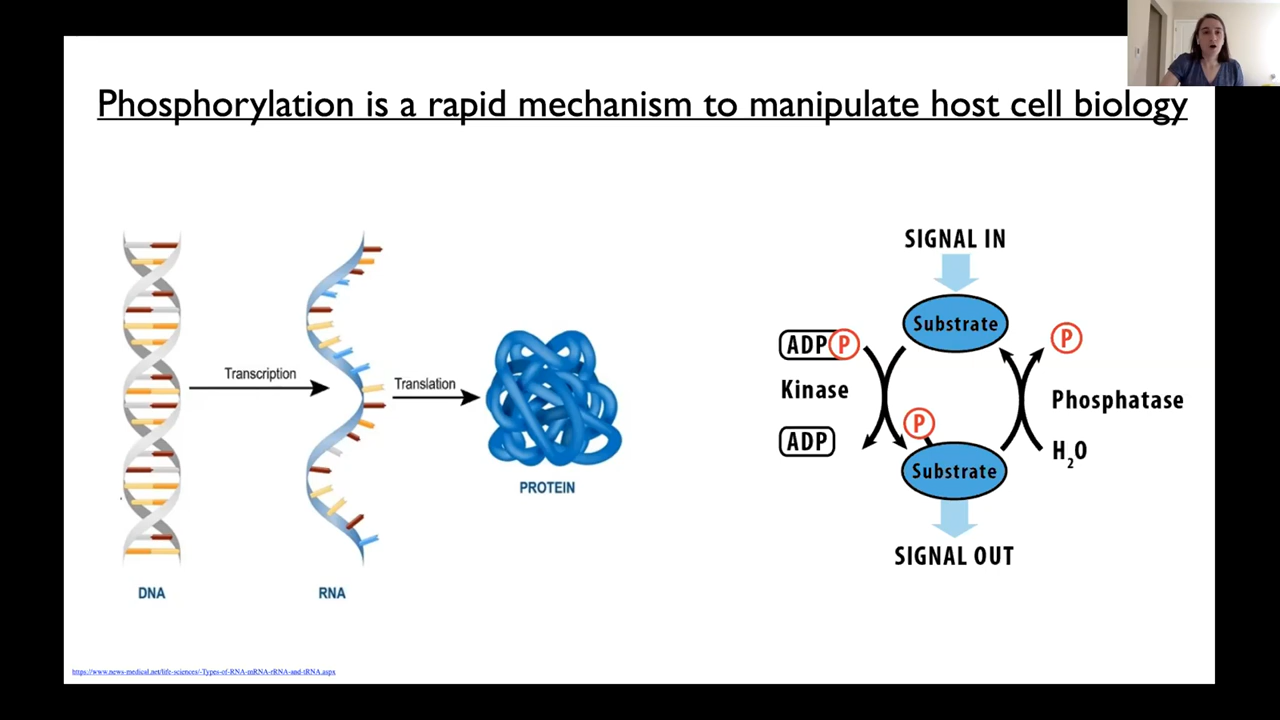 Phosphorylation is a rapid mechanism to manipulate host cell biology
Transcription
Translation
PROTEIN
DNA
RNA
SIGNAL IN
Substrate
ADP P
P
Kinase
Phosphatase
P
ADP
H₂O
Substrate
SIGNAL OUT
https://www.news-medical.net/life-sciences/-Types-of-RNA-mRNA-rRNA-and-tRNA.aspx